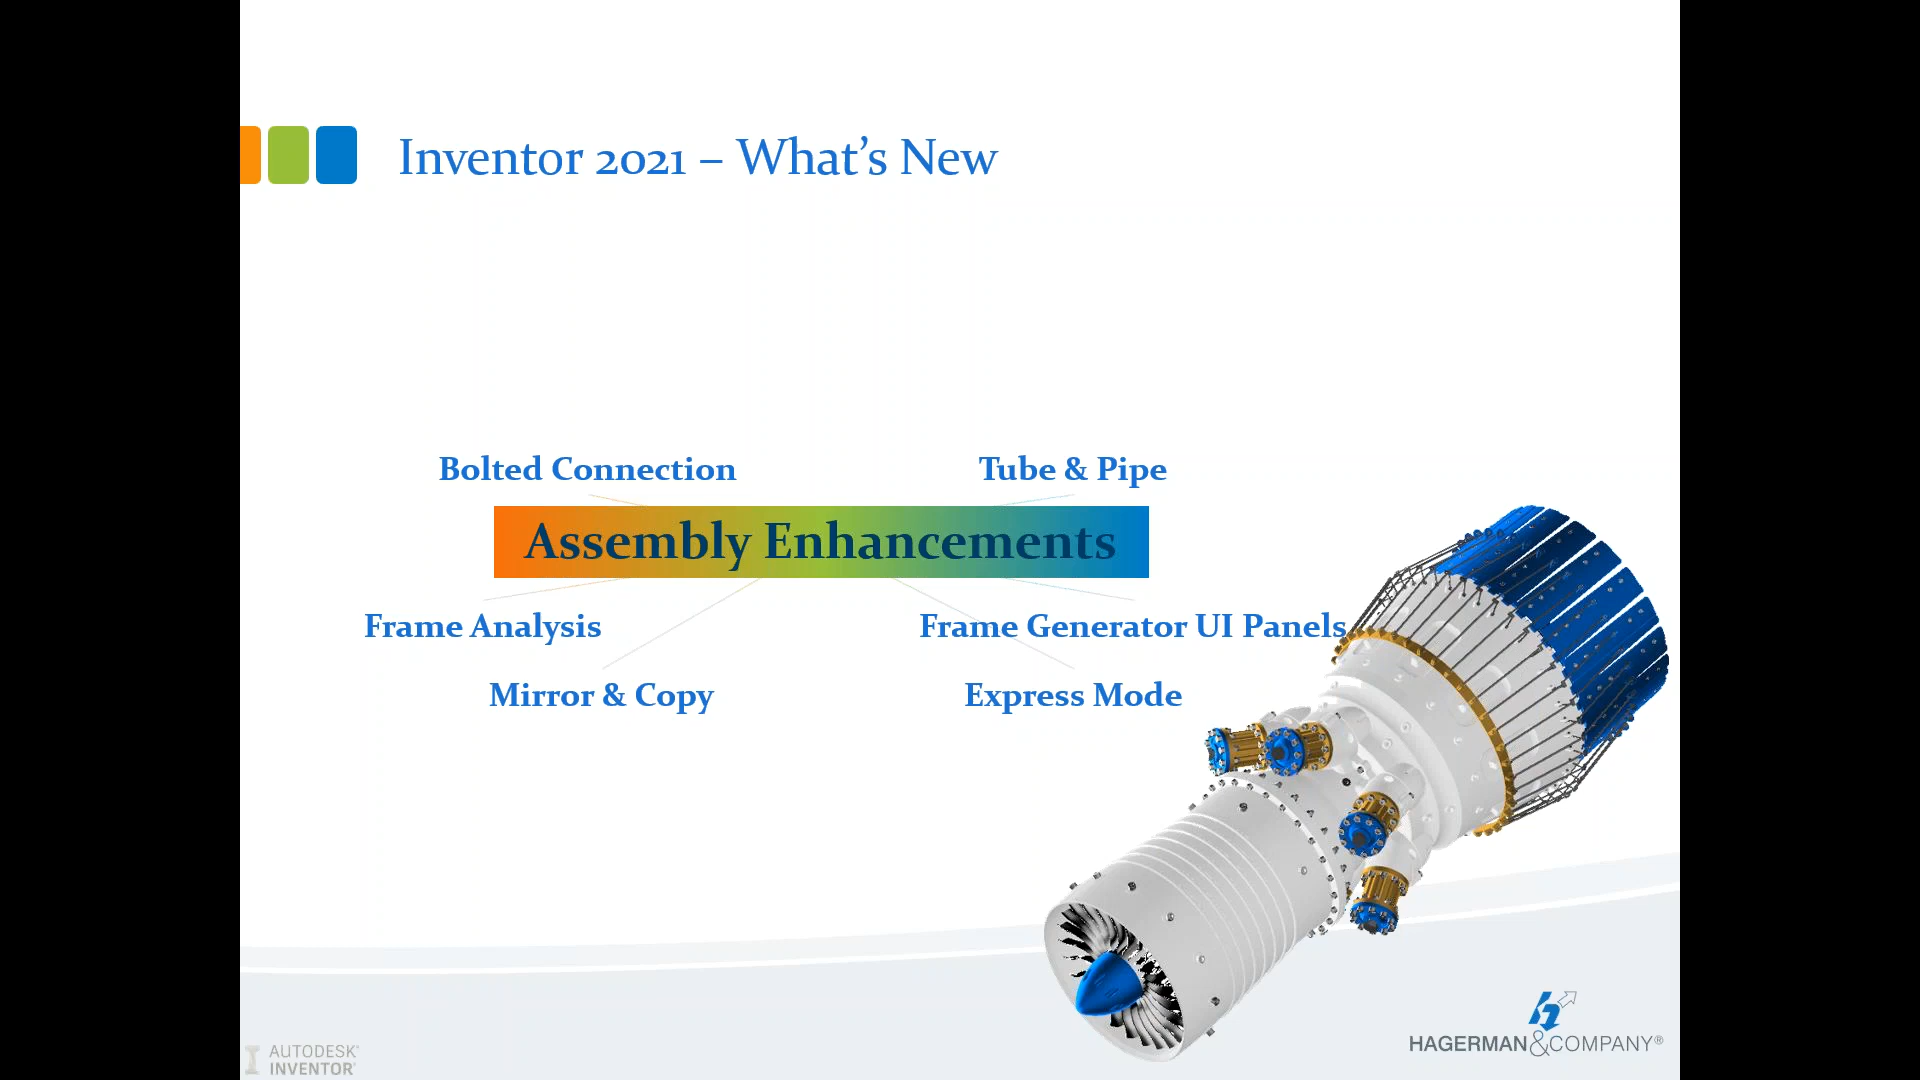 Inventor 2021 – What’s New
Bolted Connection
Tube & Pipe
Assembly Enhancements
Frame Analysis
Frame Generator UI Panels
Mirror & Copy
Express Mode
HAGERMAN&COMPANY®
AUTODESK®
INVENTOR®